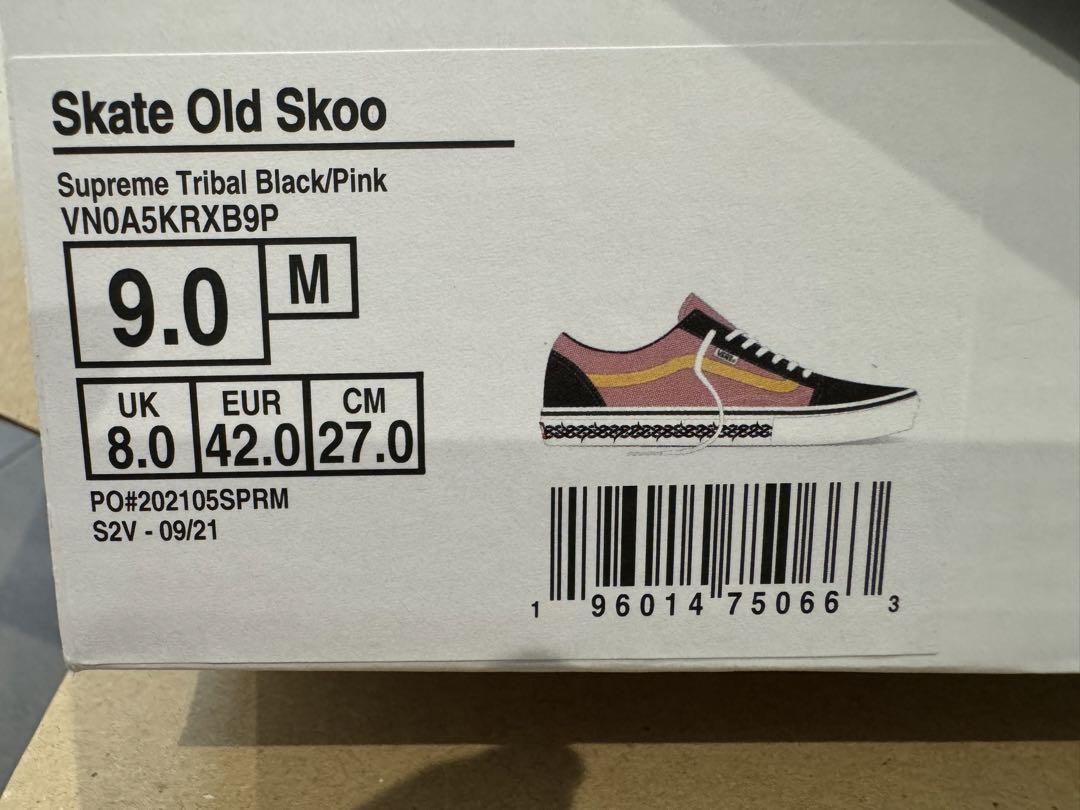 Skate Old Skoo
Supreme Tribal Black/Pink
VN0A5KRXB9P
9.0 M
UK EUR CM
8.0 42.0 27.0
PO#202105SPRM
S2V - 09/21
VANS
1 96014 75066 3